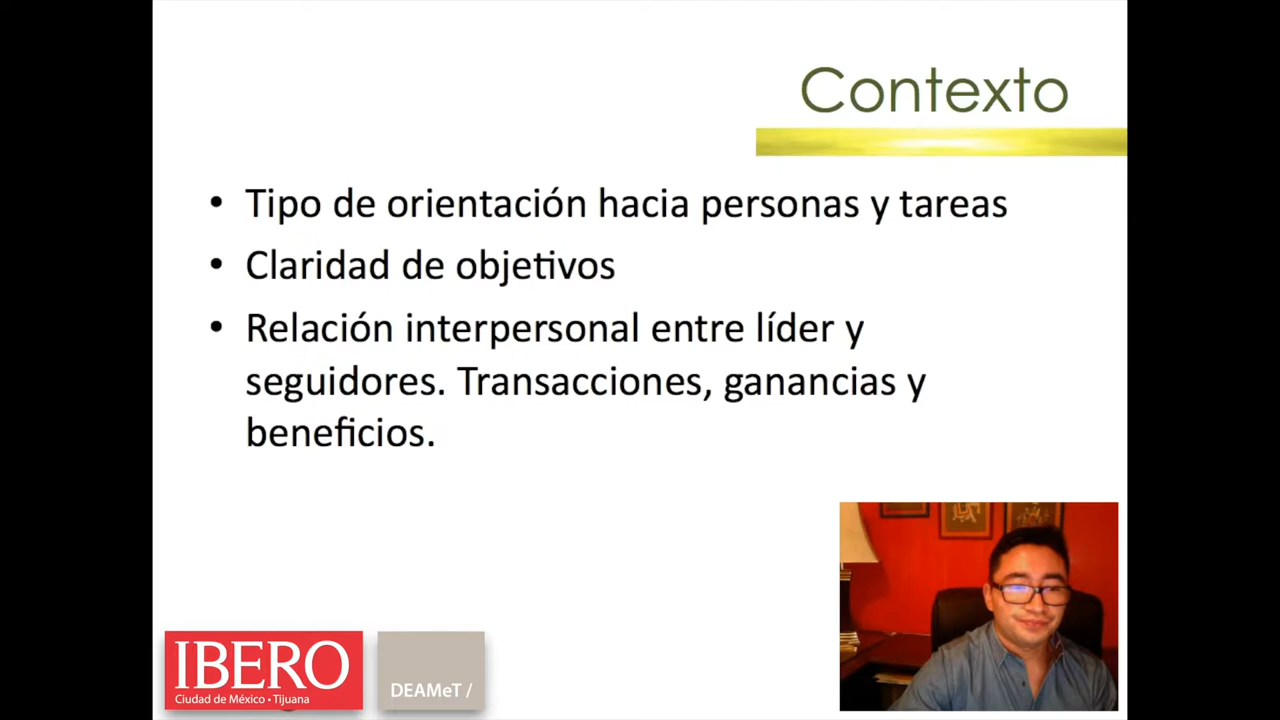 Contexto
• Tipo de orientación hacia personas y tareas
• Claridad de objetivos
• Relación interpersonal entre líder y
seguidores. Transacciones, ganancias y
beneficios.
IBERO
Ciudad de México • Tijuana
DEAMeT /